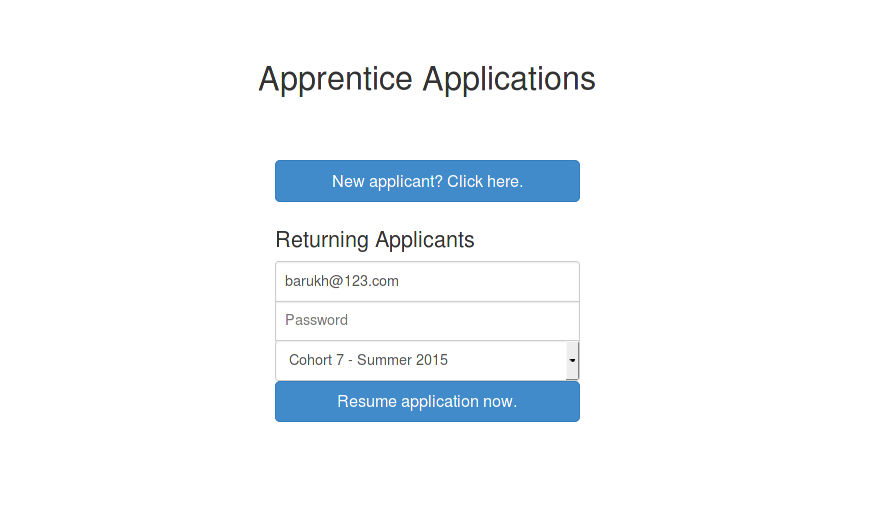 Apprentice Applications
New applicant? Click here.
Returning Applicants
barukh@123.com
Password
Cohort 7 - Summer 2015
Resume application now.